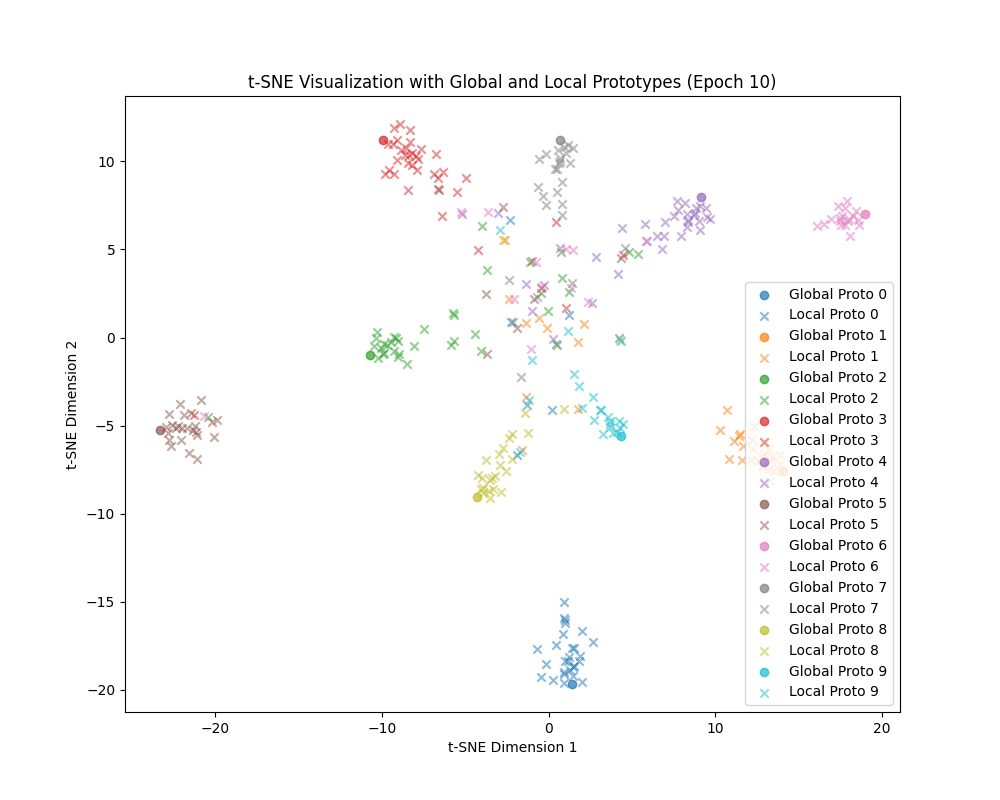 t-SNE Visualization with Global and Local Prototypes (Epoch 10)
t-SNE Dimension 2
10
5
0
−5
−10
−15
−20
−20
−10
0
10
20
t-SNE Dimension 1
Global Proto 0
Local Proto 0
Global Proto 1
Local Proto 1
Global Proto 2
Local Proto 2
Global Proto 3
Local Proto 3
Global Proto 4
Local Proto 4
Global Proto 5
Local Proto 5
Global Proto 6
Local Proto 6
Global Proto 7
Local Proto 7
Global Proto 8
Local Proto 8
Global Proto 9
Local Proto 9